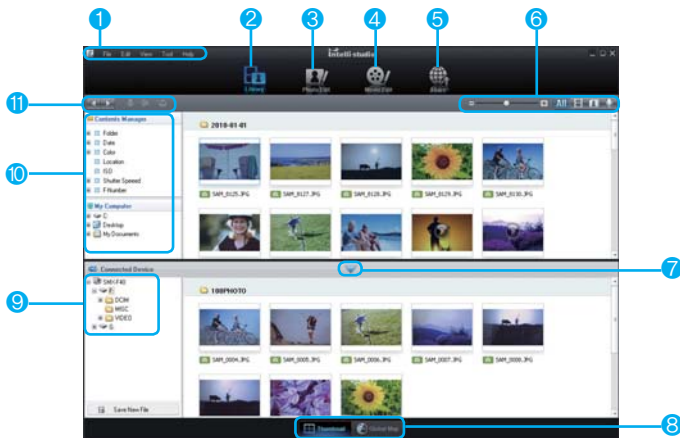 1 2 3 4 5 6
File Edit View Tool Help
Intelli-studio
Library Photo Edit Movie Edit Share
11
All
Contents Manager
2010-01-01
Folder
Date
Color
Location
ISO
Shutter Speed
F Number
10
SAM_0125.JPG SAM_0127.JPG SAM_0128.JPG SAM_0129.JPG SAM_0130.JPG
My Computer
C
Desktop
My Documents
Connected Device
7
9
F
DCIM
MISC
VIDEO
G
100PHOTO
SAM_0004.JPG SAM_0005.JPG SAM_0006.JPG SAM_0007.JPG SAM_0008.JPG
Save New File
Thumbnail Global Map
8